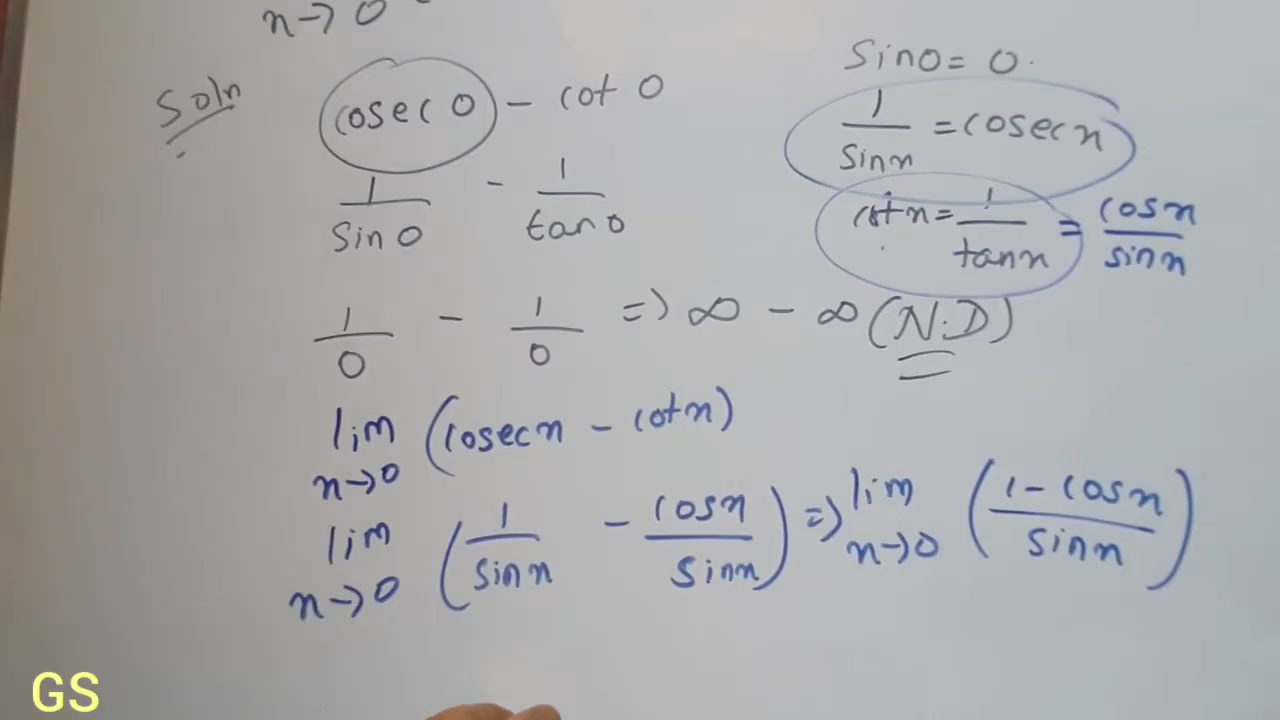 n→0
Soln
cosec 0 - cot 0
1/sin 0 - 1/tan 0
1/0 - 1/0 => ∞ - ∞ (N.D)
lim n→0 (cosec n - cot n)
lim n→0 (1/sin n - cos n/sin n) => lim n→0 (1 - cos n/sin n)
Sin 0 = 0.
1/sin n = cosec n
cot n = 1/tan n = cos n/sin n
GS